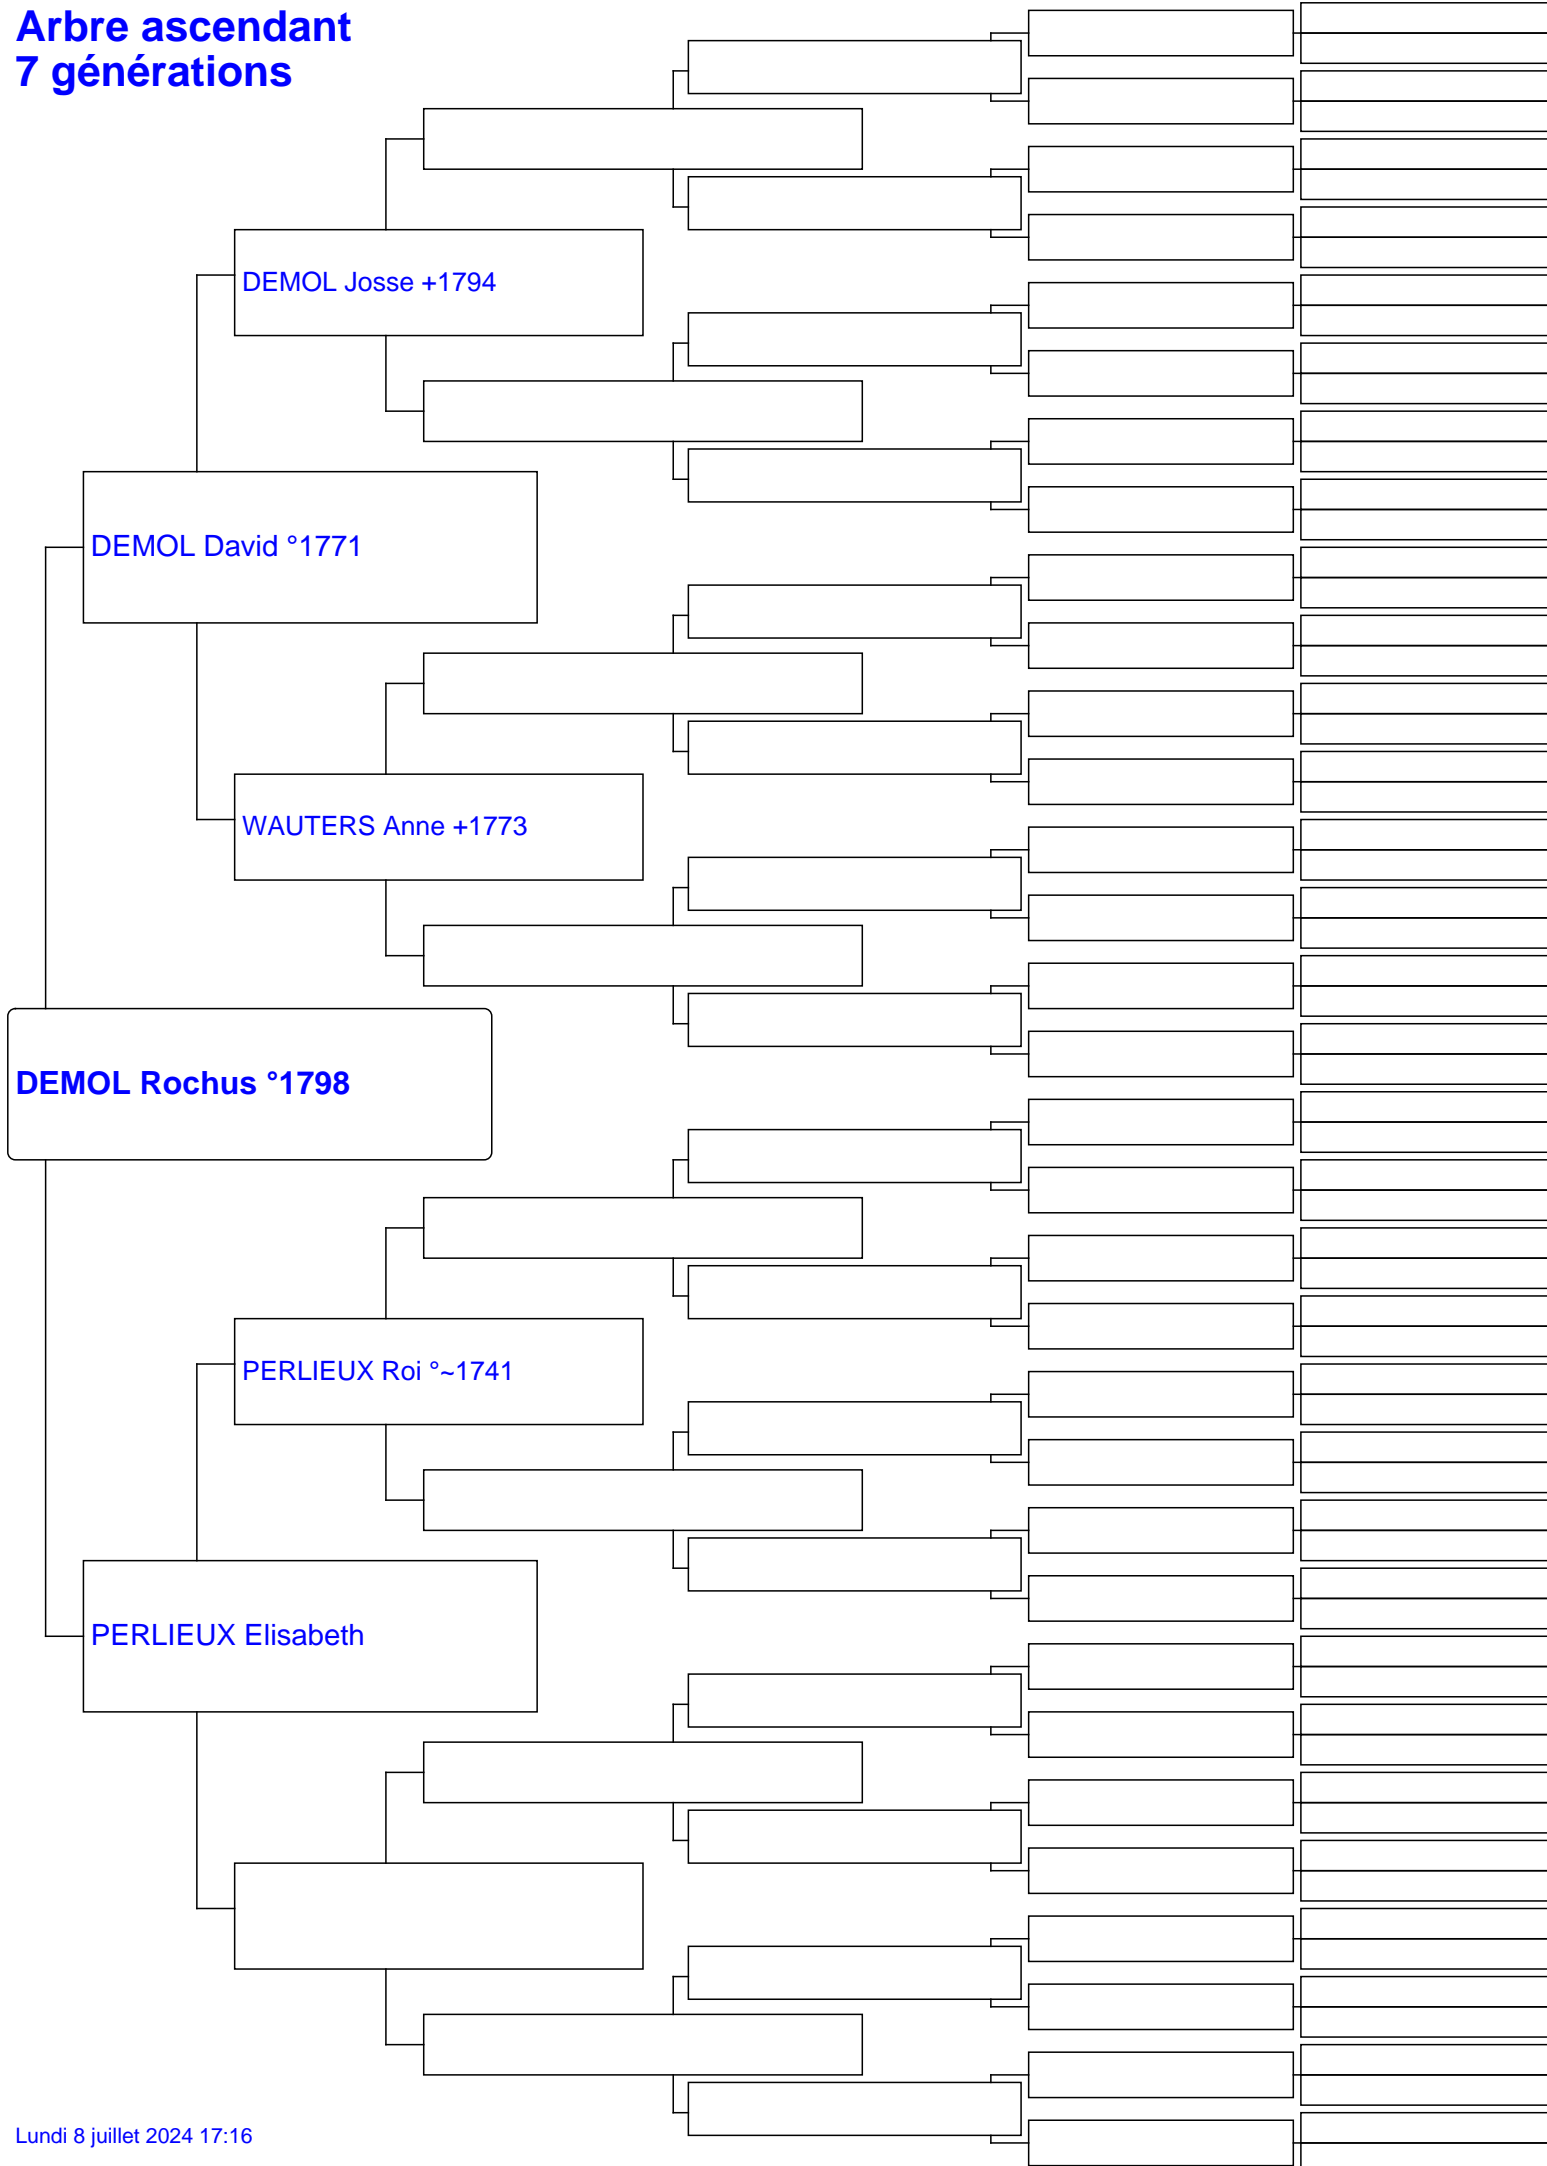 Arbre ascendant
7 générations
DEMOL Josse +1794
DEMOL David °1771
WAUTERS Anne +1773
DEMOL Rochus °1798
PERLIEUX Roi °~1741
PERLIEUX Elisabeth
Lundi 8 juillet 2024 17:16